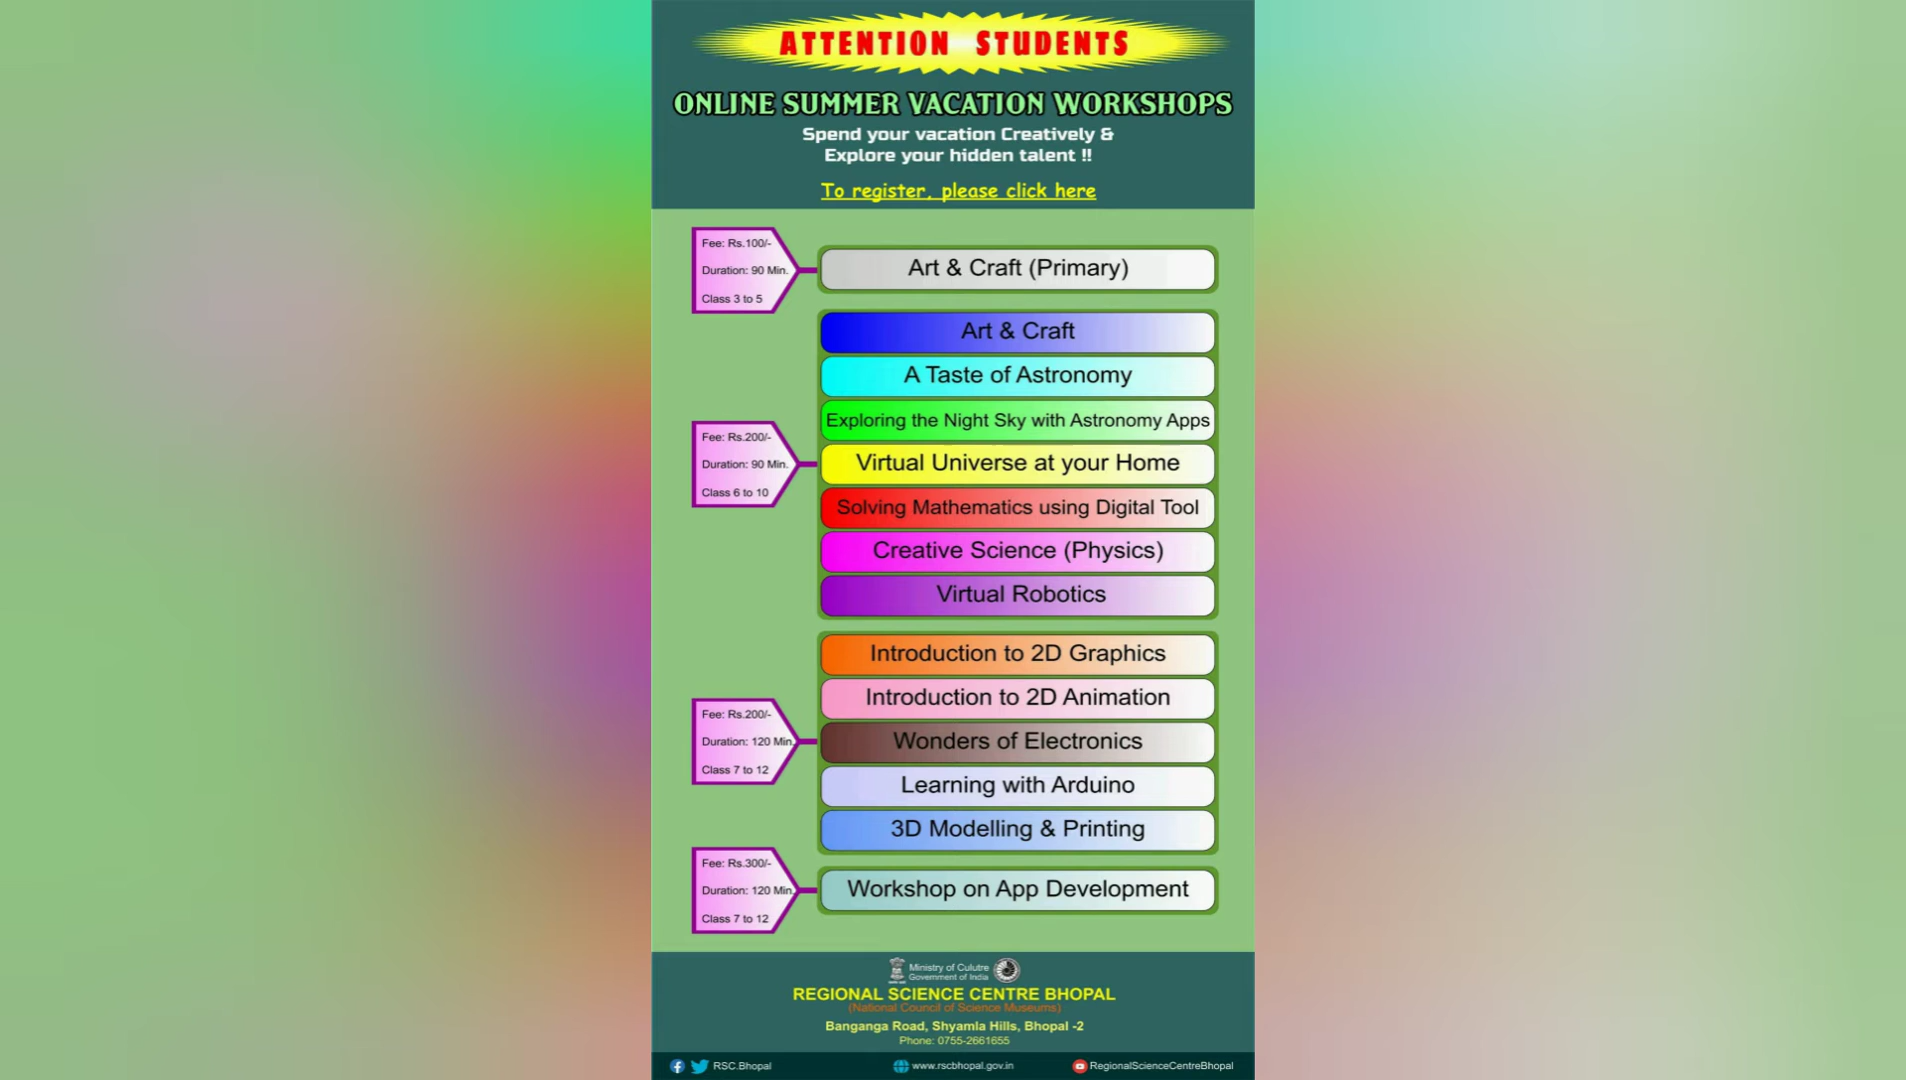 ATTENTION STUDENTS
ONLINE SUMMER VACATION WORKSHOPS
Spend your vacation Creatively &
Explore your hidden talent !!
To register, please click here
Fee: Rs.100/-
Duration: 90 Min.
Class 3 to 5
Art & Craft (Primary)
Fee: Rs.200/-
Duration: 90 Min.
Class 6 to 10
Art & Craft
A Taste of Astronomy
Exploring the Night Sky with Astronomy Apps
Virtual Universe at your Home
Solving Mathematics using Digital Tool
Creative Science (Physics)
Virtual Robotics
Fee: Rs.200/-
Duration: 120 Min.
Class 7 to 12
Introduction to 2D Graphics
Introduction to 2D Animation
Wonders of Electronics
Learning with Arduino
3D Modelling & Printing
Fee: Rs.300/-
Duration: 120 Min.
Class 7 to 12
Workshop on App Development
Ministry of Culutre
Government of India
REGIONAL SCIENCE CENTRE BHOPAL
(National Council of Science Museums)
Banganga Road, Shyamla Hills, Bhopal -2
Phone: 0755-2661655
RSC.Bhopal
www.rscbhopal.gov.in
RegionalScienceCentreBhopal